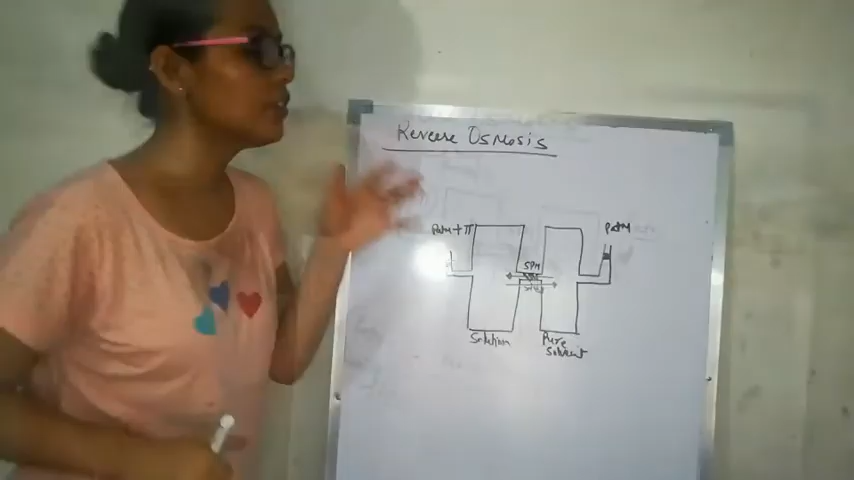 Reverse Osmosis
Patm + π
Patm
SPM
Solution
Pure
Solvent